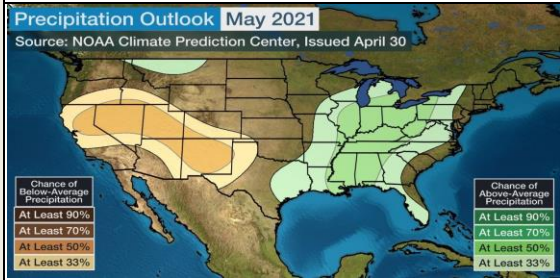 Precipitation Outlook May 2021
Source: NOAA Climate Prediction Center, Issued April 30
Chance of
Below-Average
Precipitation
At Least 90%
At Least 70%
At Least 50%
At Least 33%
Chance of
Above-Average
Precipitation
At Least 90%
At Least 70%
At Least 50%
At Least 33%